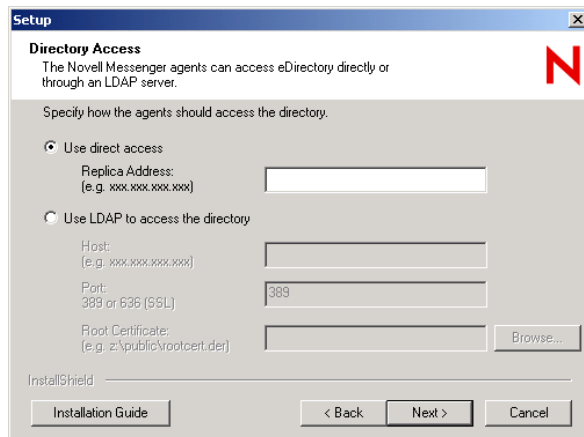 Setup
Directory Access
The Novell Messenger agents can access eDirectory directly or
through an LDAP server.
N
Specify how the agents should access the directory.
Use direct access
Replica Address:
(e.g. xxx.xxx.xxx.xxx)
Use LDAP to access the directory
Host:
(e.g. xxx.xxx.xxx.xxx)
Port:
389 or 636 (SSL)
389
Root Certificate:
(e.g. z:\public\rootcert.der)
Browse...
InstallShield
Installation Guide
< Back
Next >
Cancel